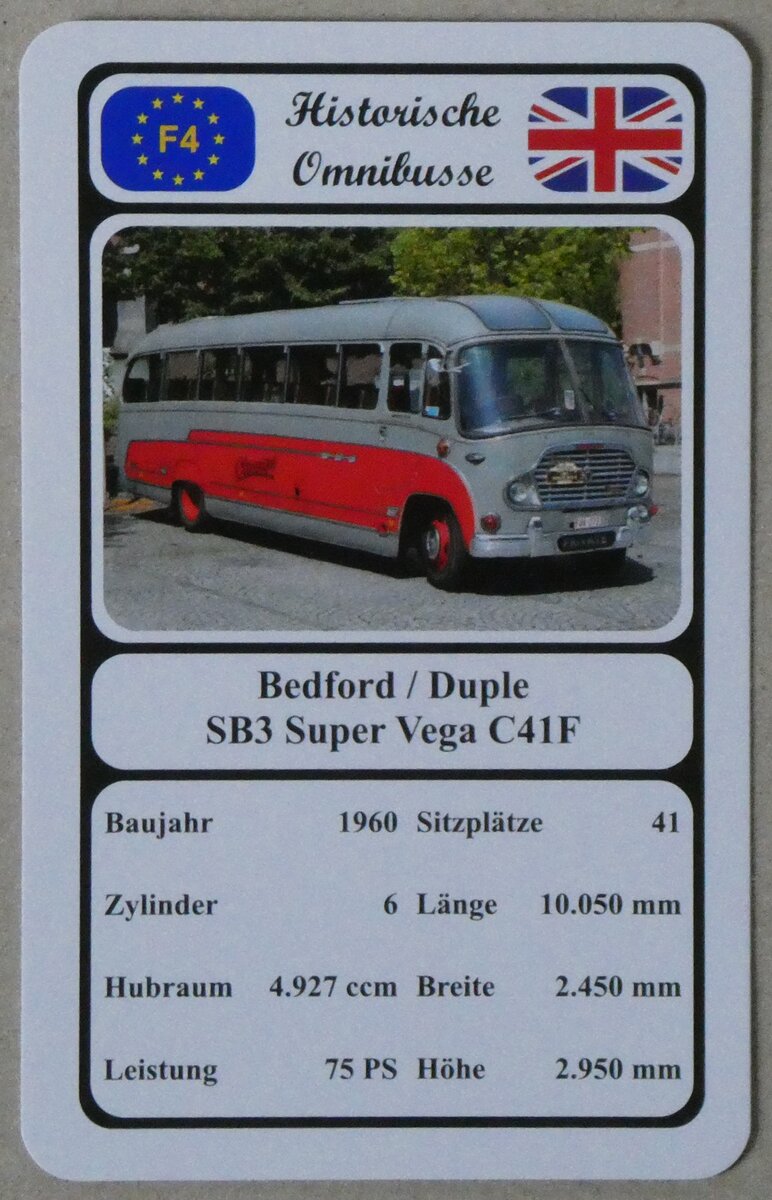 F4
Historische
Omnibusse
Bedford / Duple
SB3 Super Vega C41F
Baujahr 1960 Sitzplätze 41
Zylinder 6 Länge 10.050 mm
Hubraum 4.927 ccm Breite 2.450 mm
Leistung 75 PS Höhe 2.950 mm